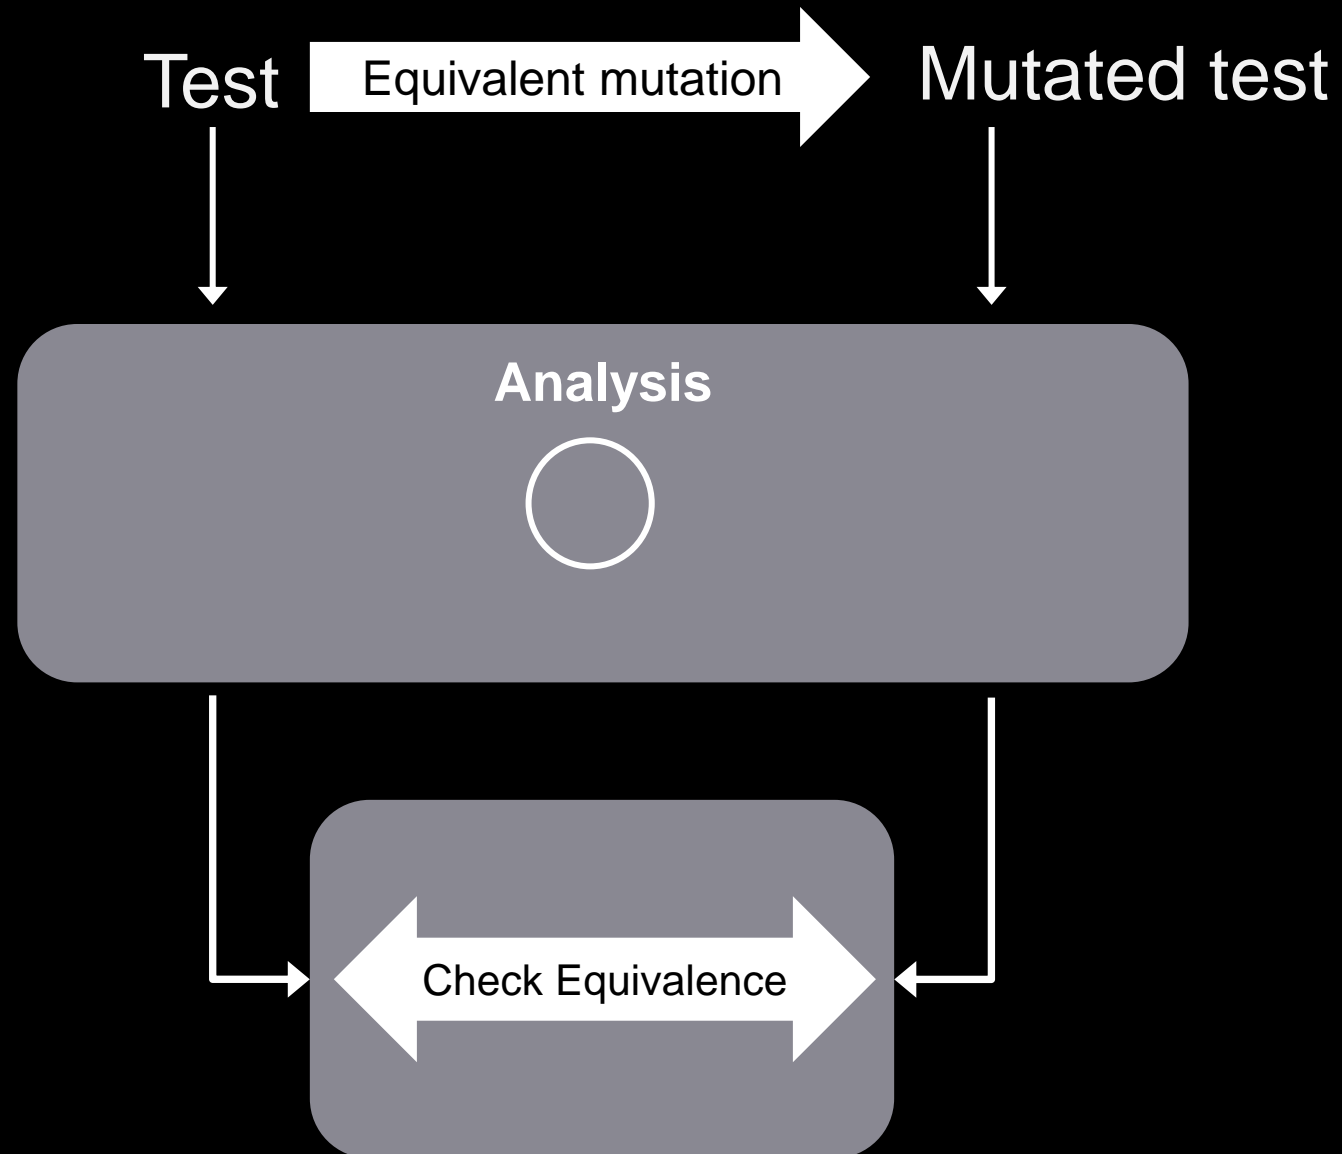 Test
Equivalent mutation
Mutated test
Analysis
Check Equivalence